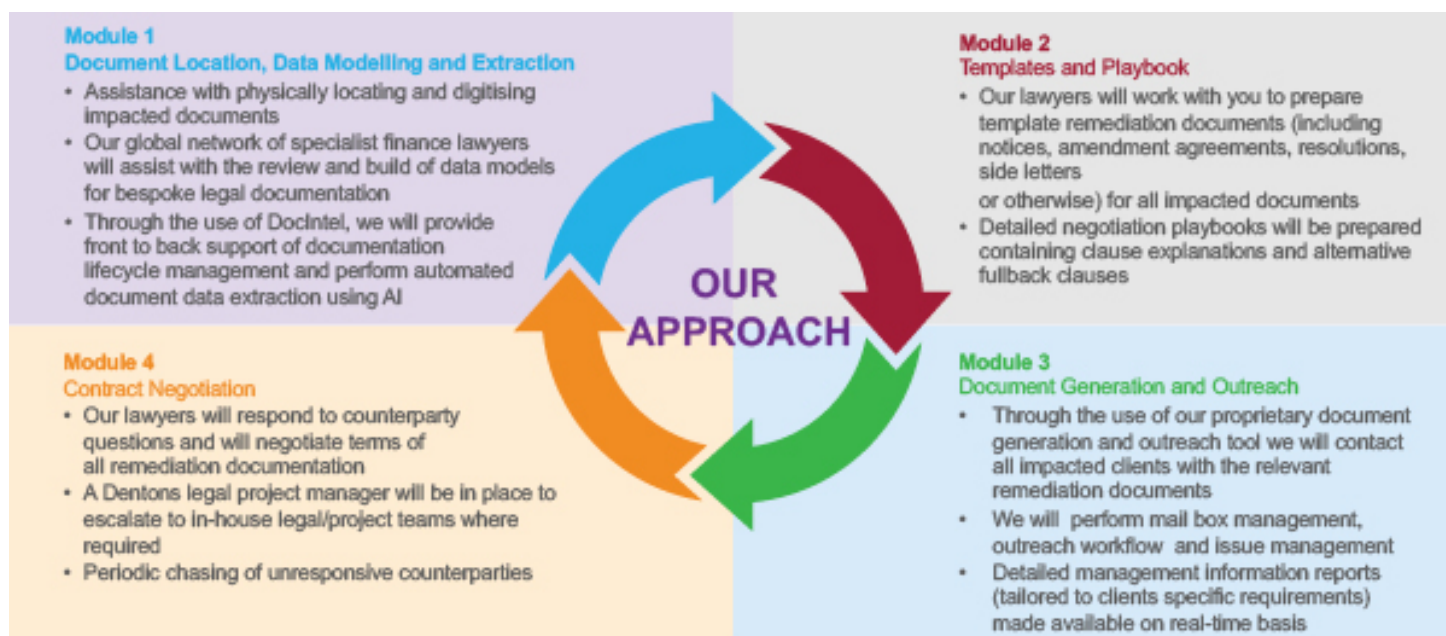 Module 1
Document Location, Data Modelling and Extraction
• Assistance with physically locating and digitising
impacted documents
• Our global network of specialist finance lawyers
will assist with the review and build of data models
for bespoke legal documentation
• Through the use of DocIntel, we will provide
front to back support of documentation
lifecycle management and perform automated
document data extraction using AI
Module 2
Templates and Playbook
• Our lawyers will work with you to prepare
template remediation documents (including
notices, amendment agreements, resolutions,
side letters
or otherwise) for all impacted documents
• Detailed negotiation playbooks will be prepared
containing clause explanations and alternative
fullback clauses
OUR
APPROACH
Module 4
Contract Negotiation
• Our lawyers will respond to counterparty
questions and will negotiate terms of
all remediation documentation
• A Dentons legal project manager will be in place to
escalate to in-house legal/project teams where
required
• Periodic chasing of unresponsive counterparties
Module 3
Document Generation and Outreach
• Through the use of our proprietary document
generation and outreach tool we will contact
all impacted clients with the relevant
remediation documents
• We will perform mail box management,
outreach workflow and issue management
• Detailed management information reports
(tailored to clients specific requirements)
made available on real-time basis